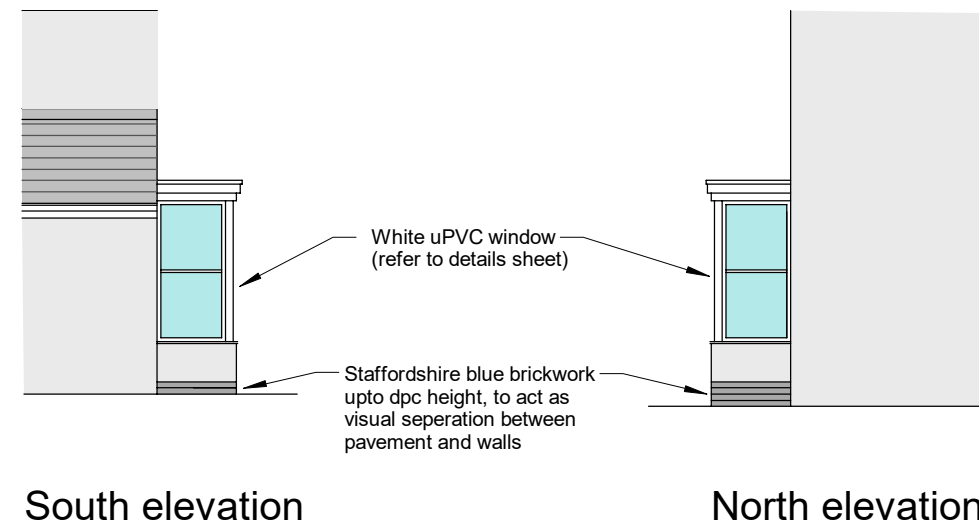 White uPVC window
(refer to details sheet)
Staffordshire blue brickwork
upto dpc height, to act as
visual seperation between
pavement and walls
South elevation
North elevation